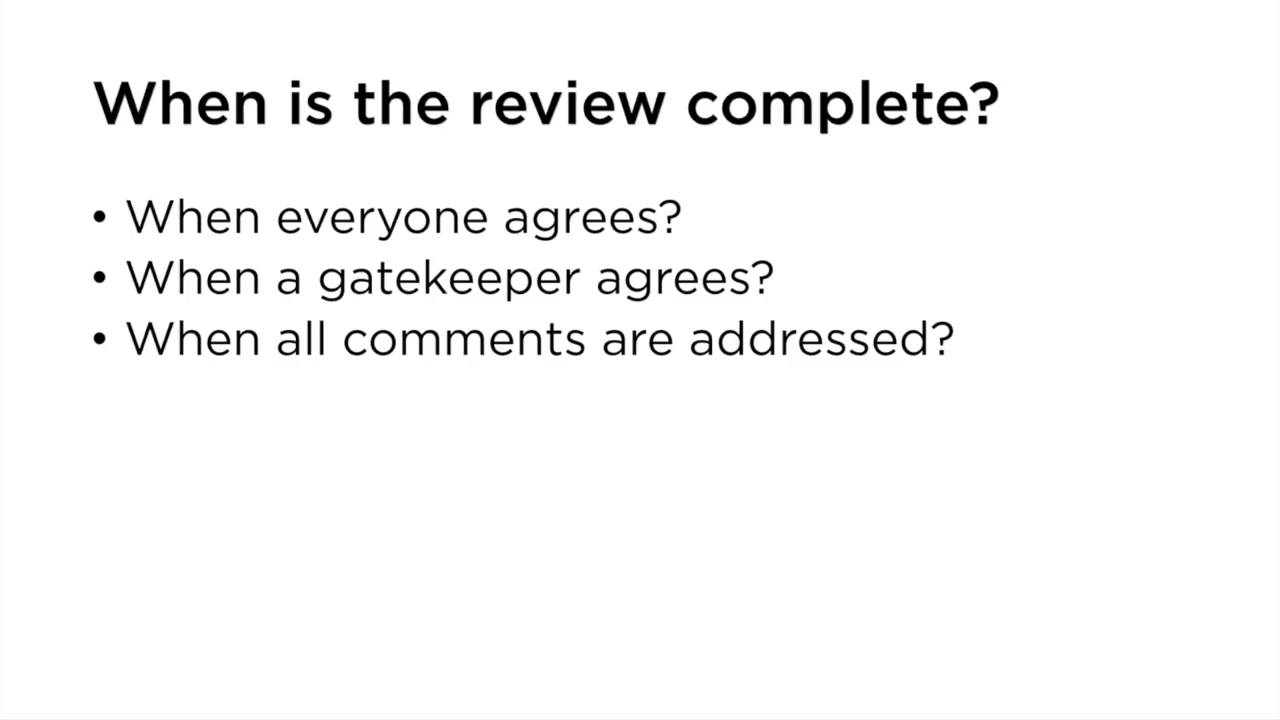 When is the review complete?
• When everyone agrees?
• When a gatekeeper agrees?
• When all comments are addressed?